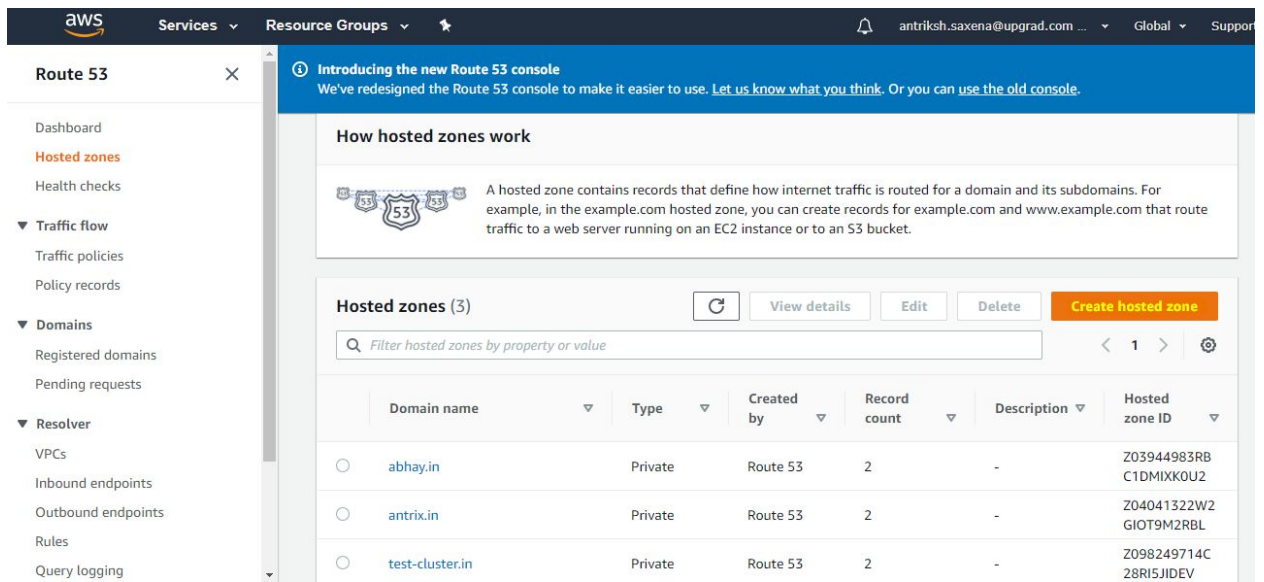 aws Services Resource Groups antriksh.saxena@upgrad.com ... Global Support
Route 53
Dashboard
Hosted zones
Health checks
Traffic flow
Traffic policies
Policy records
Domains
Registered domains
Pending requests
Resolver
VPCs
Inbound endpoints
Outbound endpoints
Rules
Query logging
Introducing the new Route 53 console
We've redesigned the Route 53 console to make it easier to use. Let us know what you think. Or you can use the old console.
How hosted zones work
53 53 53
A hosted zone contains records that define how internet traffic is routed for a domain and its subdomains. For
example, in the example.com hosted zone, you can create records for example.com and www.example.com that route
traffic to a web server running on an EC2 instance or to an S3 bucket.
Hosted zones (3) View details Edit Delete Create hosted zone
Filter hosted zones by property or value 1
Domain name Type Created by Record count Description Hosted zone ID
abhay.in Private Route 53 2 - Z03944983RB
C1DMIXK0U2
antrix.in Private Route 53 2 - Z04041322W2
GIOT9M2RBL
test-cluster.in Private Route 53 2 - Z098249714C
28RI5JIDEV